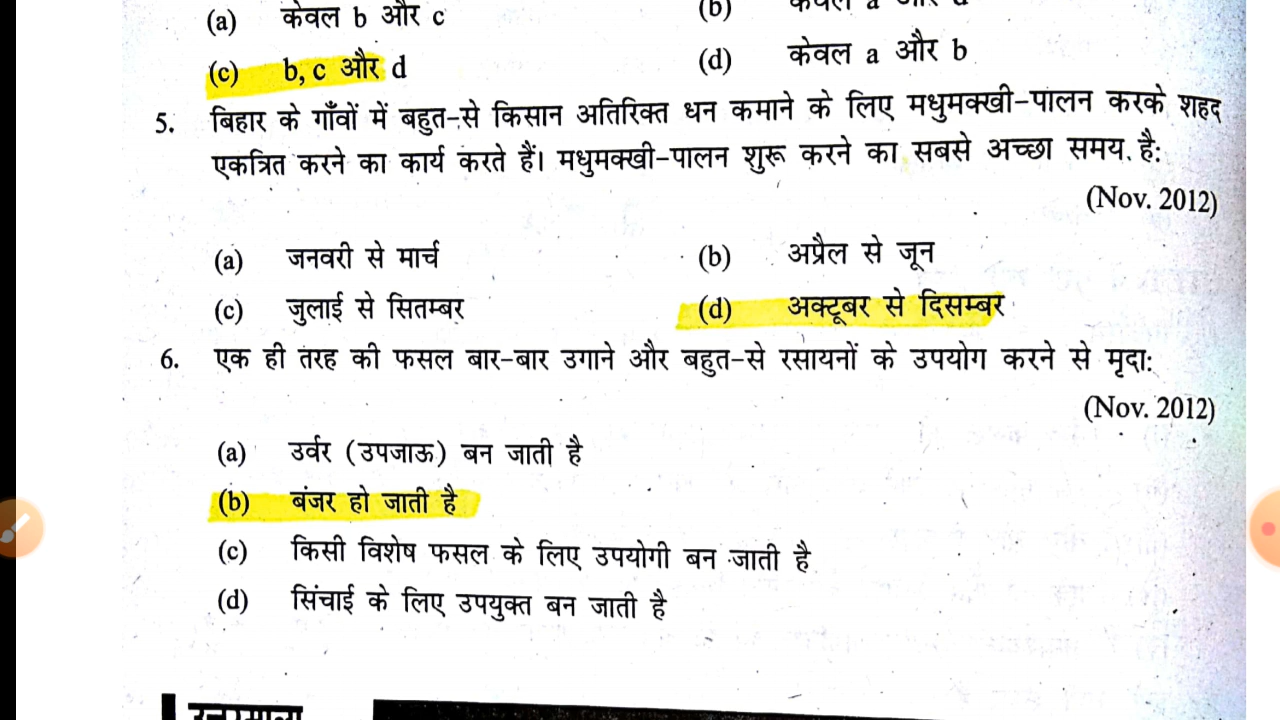 (a) केवल b और c (b)
(c) b, c और d (d) केवल a और b
5. बिहार के गाँवों में बहुत-से किसान अतिरिक्त धन कमाने के लिए मधुमक्खी-पालन करके शहद
एकत्रित करने का कार्य करते हैं। मधुमक्खी-पालन शुरू करने का सबसे अच्छा समय है:
(Nov. 2012)
(a) जनवरी से मार्च (b) अप्रैल से जून
(c) जुलाई से सितम्बर (d) अक्टूबर से दिसम्बर
6. एक ही तरह की फसल बार-बार उगाने और बहुत-से रसायनों के उपयोग करने से मृदा:
(Nov. 2012)
(a) उर्वर (उपजाऊ) बन जाती है
(b) बंजर हो जाती है
(c) किसी विशेष फसल के लिए उपयोगी बन जाती है
(d) सिंचाई के लिए उपयुक्त बन जाती है